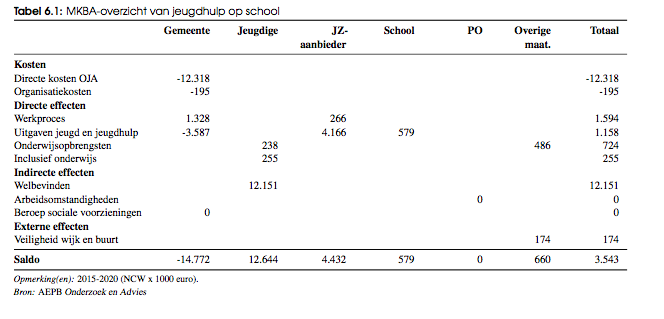 Tabel 6.1: MKBA-overzicht van jeugdhulp op school
Gemeente Jeugdige JZ- School PO Overige Totaal
aanbieder maat.
Kosten
Directe kosten OJA -12.318 -12.318
Organisatiekosten -195 -195
Directe effecten
Werkproces 1.328 266 1.594
Uitgaven jeugd en jeugdhulp -3.587 4.166 579 1.158
Onderwijsopbrengsten 238 486 724
Inclusief onderwijs 255 255
Indirecte effecten
Welbevinden 12.151 12.151
Arbeidsomstandigheden 0 0
Beroep sociale voorzieningen 0 0
Externe effecten
Veiligheid wijk en buurt 174 174
Saldo -14.772 12.644 4.432 579 0 660 3.543
Opmerking(en): 2015-2020 (NCW x 1000 euro).
Bron: AEPB Onderzoek en Advies